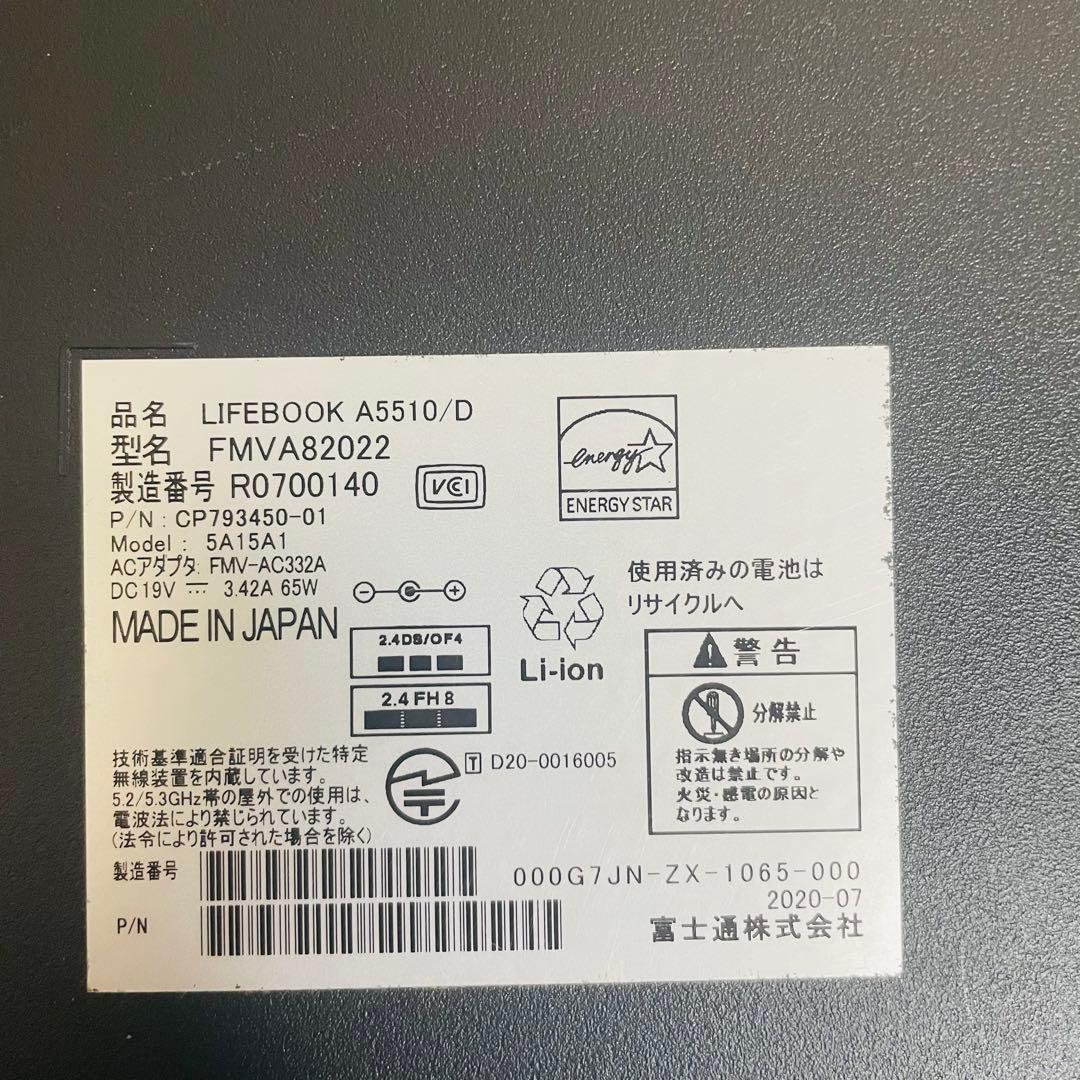 品名 LIFEBOOK A5510/D
型名 FMVA82022
製造番号 R0700140
VCCI
P/N : CP793450-01
Model : 5A15A1
ACアダプタ: FMV-AC332A
DC19V ⎓ 3.42A 65W
MADE IN JAPAN
energy
ENERGY STAR
2.4DS/OF4
2.4 FH 8
Li-ion
使用済みの電池は
リサイクルへ
警告
分解禁止
指示無き場所の分解や
改造は禁止です。
火災・感電の原因と
なります。
技術基準適合証明を受けた特定
無線装置を内蔵しています。
5.2/5.3GHz帯の屋外での使用は、
電波法により禁じられています。
(法令により許可された場合を除く)
T D20-0016005
製造番号
000G7JN-ZX-1065-000
2020-07
P/N
富士通株式会社